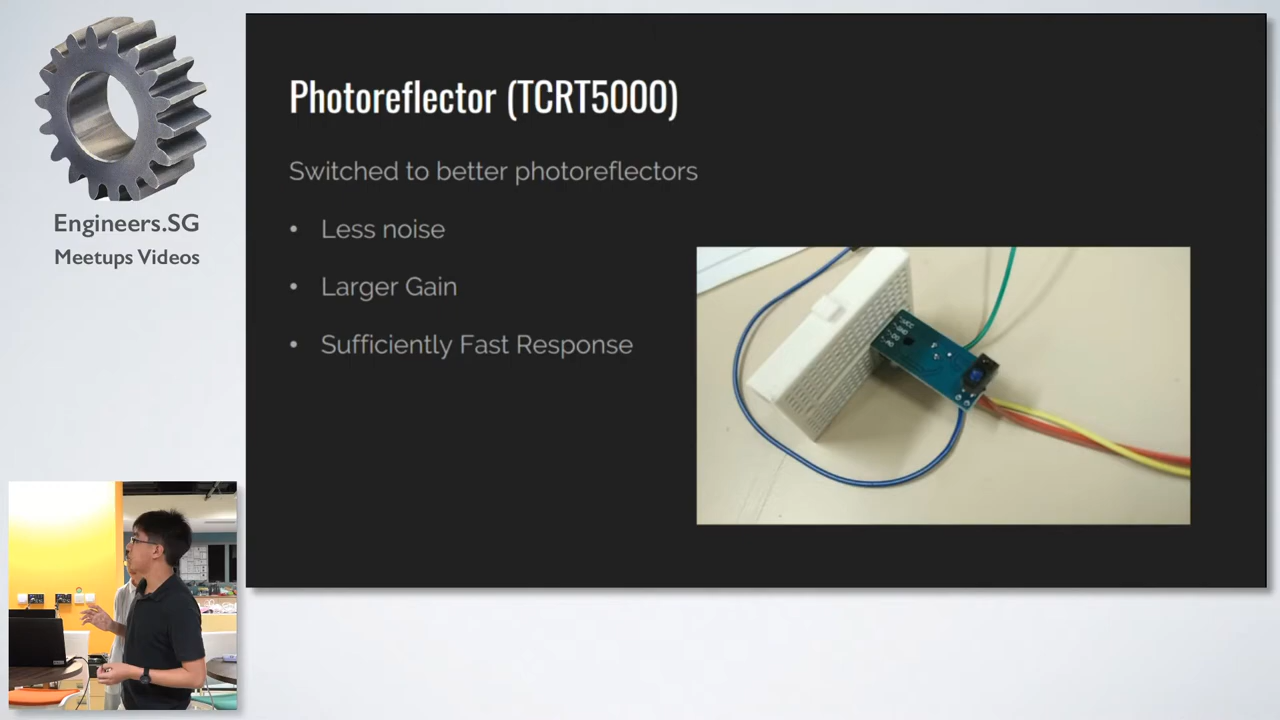 Photoreflector (TCRT5000)
Switched to better photoreflectors
• Less noise
• Larger Gain
• Sufficiently Fast Response
Engineers.SG
Meetups Videos